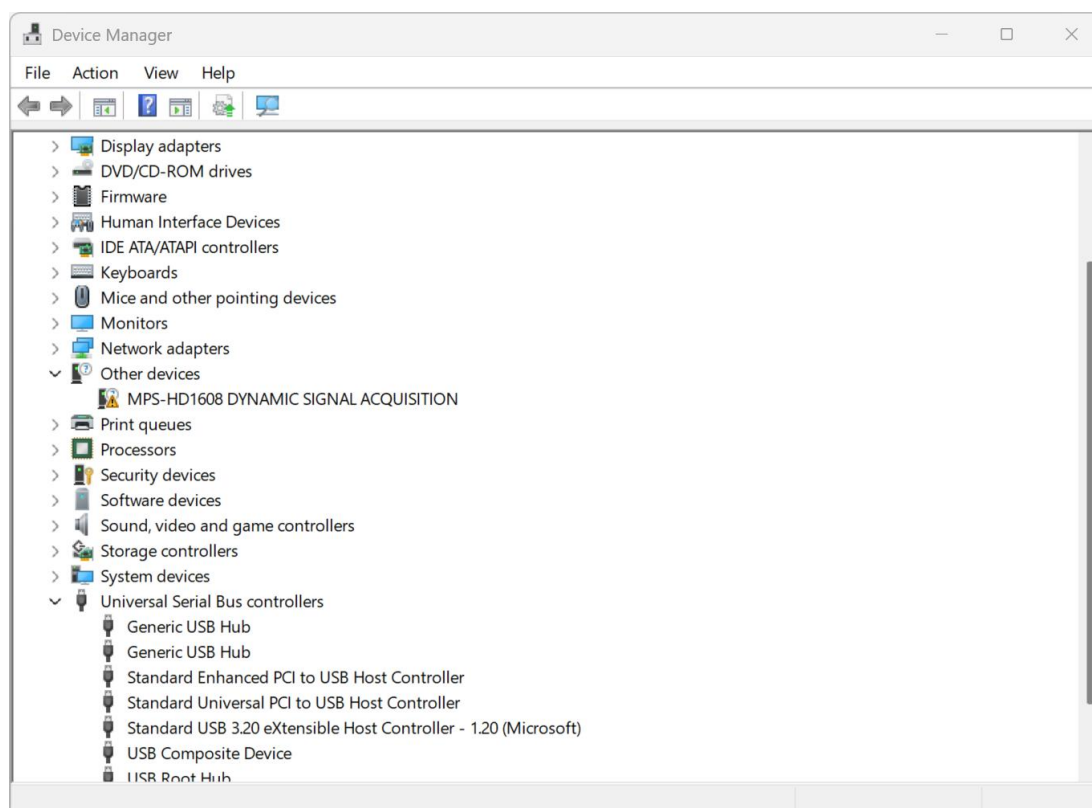 Device Manager
File Action View Help
Display adapters
DVD/CD-ROM drives
Firmware
Human Interface Devices
IDE ATA/ATAPI controllers
Keyboards
Mice and other pointing devices
Monitors
Network adapters
Other devices
MPS-HD1608 DYNAMIC SIGNAL ACQUISITION
Print queues
Processors
Security devices
Software devices
Sound, video and game controllers
Storage controllers
System devices
Universal Serial Bus controllers
Generic USB Hub
Generic USB Hub
Standard Enhanced PCI to USB Host Controller
Standard Universal PCI to USB Host Controller
Standard USB 3.20 eXtensible Host Controller - 1.20 (Microsoft)
USB Composite Device
USB Root Hub